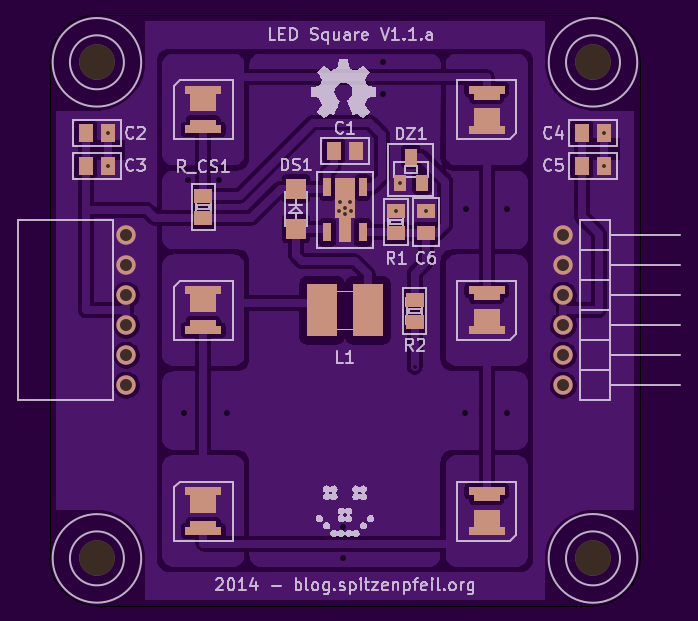 LED Square V1.1.a
C1
DZ1
C2
C4
C3
R_CS1
DS1
C5
R1
C6
L1
R2
2014 – blog.spitzenpfeil.org